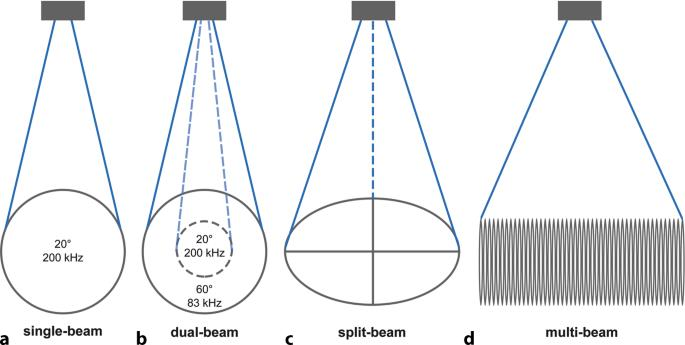 20°
200 kHz
20°
200 kHz
60°
83 kHz
a single-beam
b dual-beam
c split-beam
d multi-beam